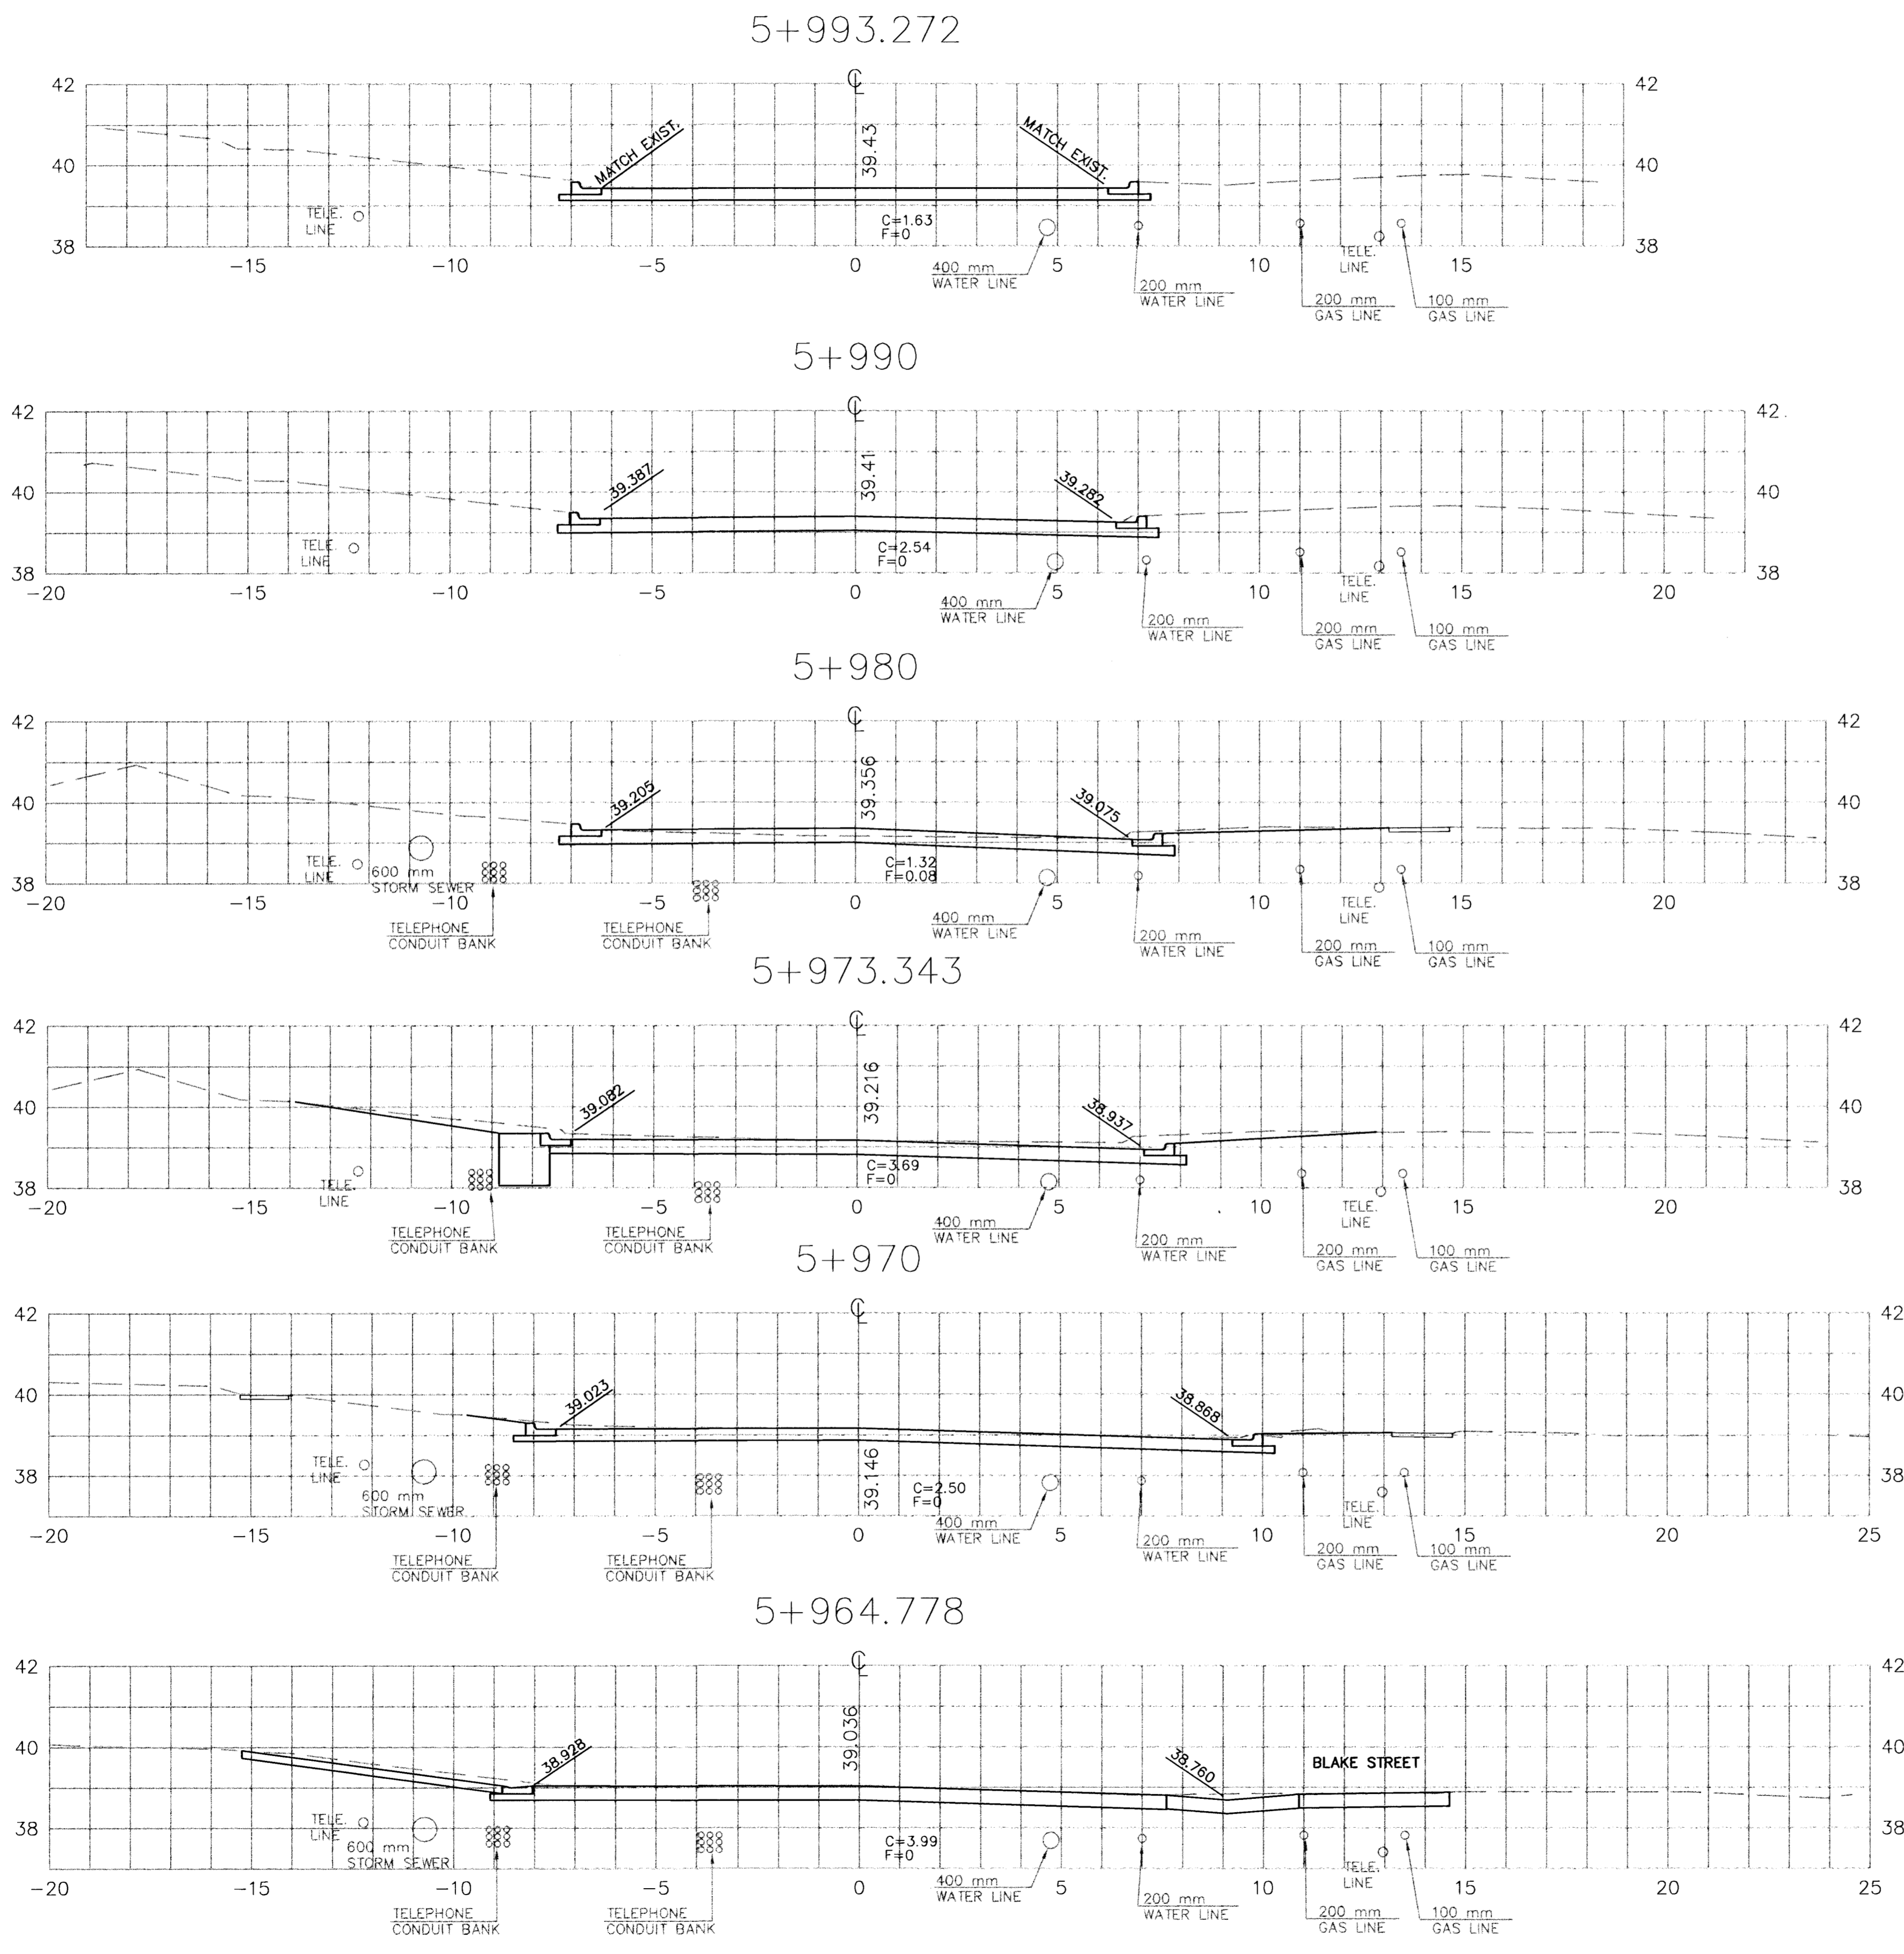 5+993.272
42 ℄ 42
MATCH EXIST. 39.43 MATCH EXIST.
40 40
TELE.
LINE
C=1.63
F=0
38 38
TELE.
LINE
-15 -10 -5 0 5 10 15
400 mm
WATER LINE
200 mm
WATER LINE
200 mm
GAS LINE
100 mm
GAS LINE
5+990
42 ℄ 42
39.387 39.41 39.282
40 40
TELE.
LINE
C=2.54
F=0
38 38
TELE.
LINE
-20 -15 -10 -5 0 5 10 15 20
400 mm
WATER LINE
200 mm
WATER LINE
200 mm
GAS LINE
100 mm
GAS LINE
5+980
42 ℄ 42
39.205 39.356 39.075
40 40
TELE.
LINE
600 mm
STORM SEWER
C=1.32
F=0.08
38 38
TELE.
LINE
-20 -15 -10 -5 0 5 10 15 20
TELEPHONE
CONDUIT BANK
TELEPHONE
CONDUIT BANK
400 mm
WATER LINE
200 mm
WATER LINE
200 mm
GAS LINE
100 mm
GAS LINE
5+973.343
42 ℄ 42
39.082 39.216 38.937
40 40
C=3.69
F=0
38 38
TELE.
LINE
TELE.
LINE
-20 -15 -10 -5 0 5 10 15 20
TELEPHONE
CONDUIT BANK
TELEPHONE
CONDUIT BANK
400 mm
WATER LINE
200 mm
WATER LINE
200 mm
GAS LINE
100 mm
GAS LINE
5+970
42 ℄ 42
39.023 38.868
40 40
TELE.
LINE
38 38
600 mm
STORM SEWER
39.146
C=2.50
F=0
TELE.
LINE
-20 -15 -10 -5 0 5 10 15 20 25
TELEPHONE
CONDUIT BANK
TELEPHONE
CONDUIT BANK
400 mm
WATER LINE
200 mm
WATER LINE
200 mm
GAS LINE
100 mm
GAS LINE
5+964.778
42 ℄ 42
38.928 39.036 38.760
40 40
BLAKE STREET
TELE.
LINE
38 38
600 mm
STORM SEWER
C=3.99
F=0
TELE.
LINE
-20 -15 -10 -5 0 5 10 15 20 25
TELEPHONE
CONDUIT BANK
TELEPHONE
CONDUIT BANK
400 mm
WATER LINE
200 mm
WATER LINE
200 mm
GAS LINE
100 mm
GAS LINE